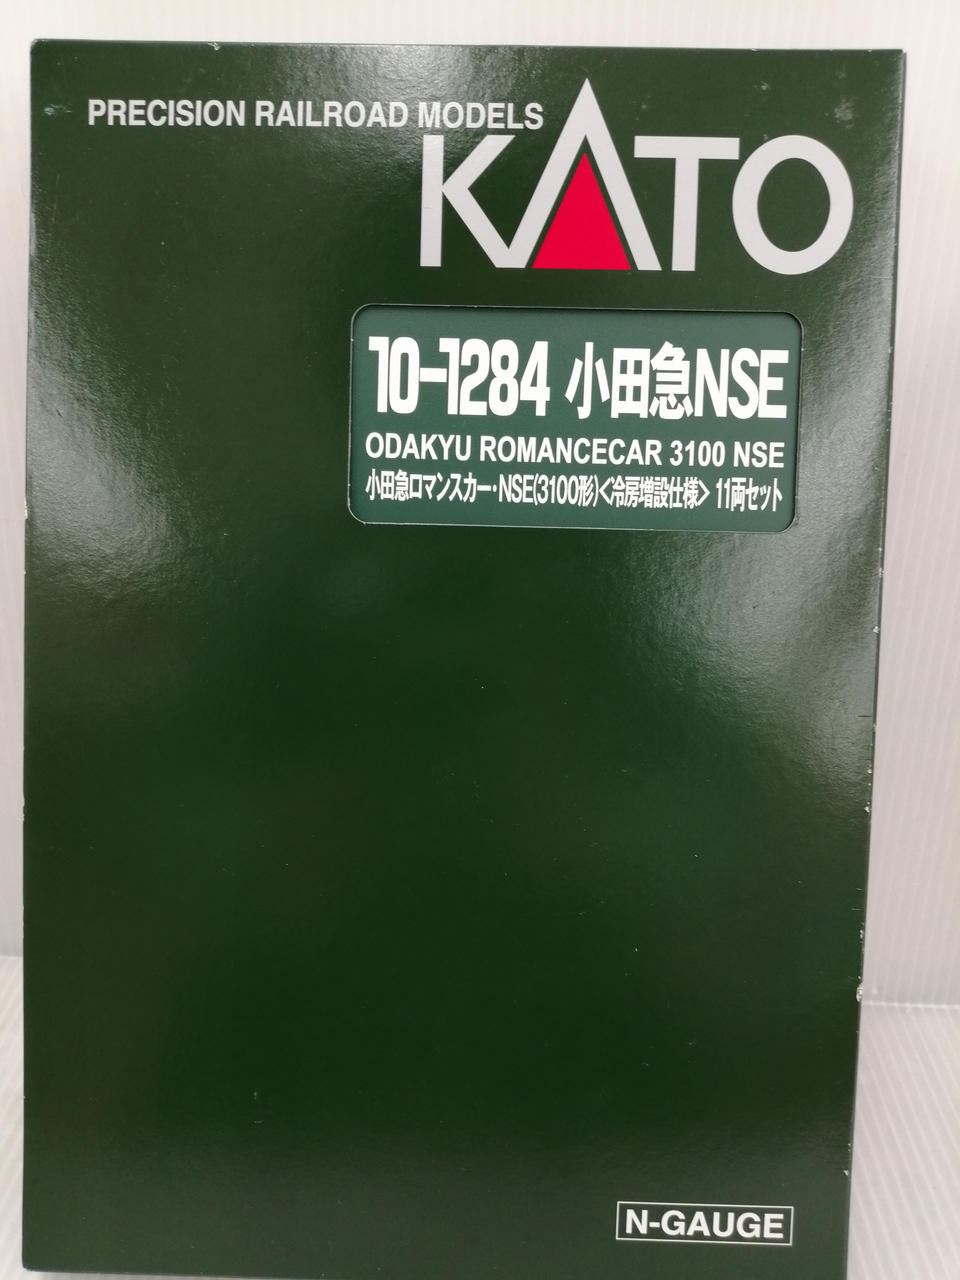 PRECISION RAILROAD MODELS
KATO
10-1284 小田急NSE
ODAKYU ROMANCECAR 3100 NSE
小田急ロマンスカー・NSE(3100形)<冷房増設仕様> 11両セット
N-GAUGE